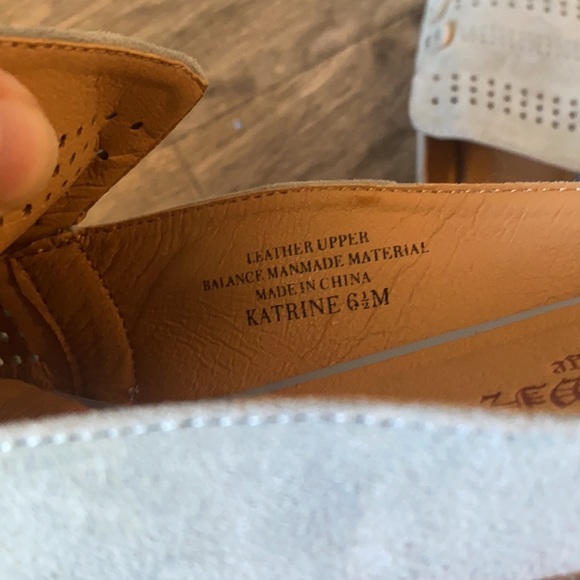 LEATHER UPPER
BALANCE MANMADE MATERIAL
MADE IN CHINA
KATRINE 6½M